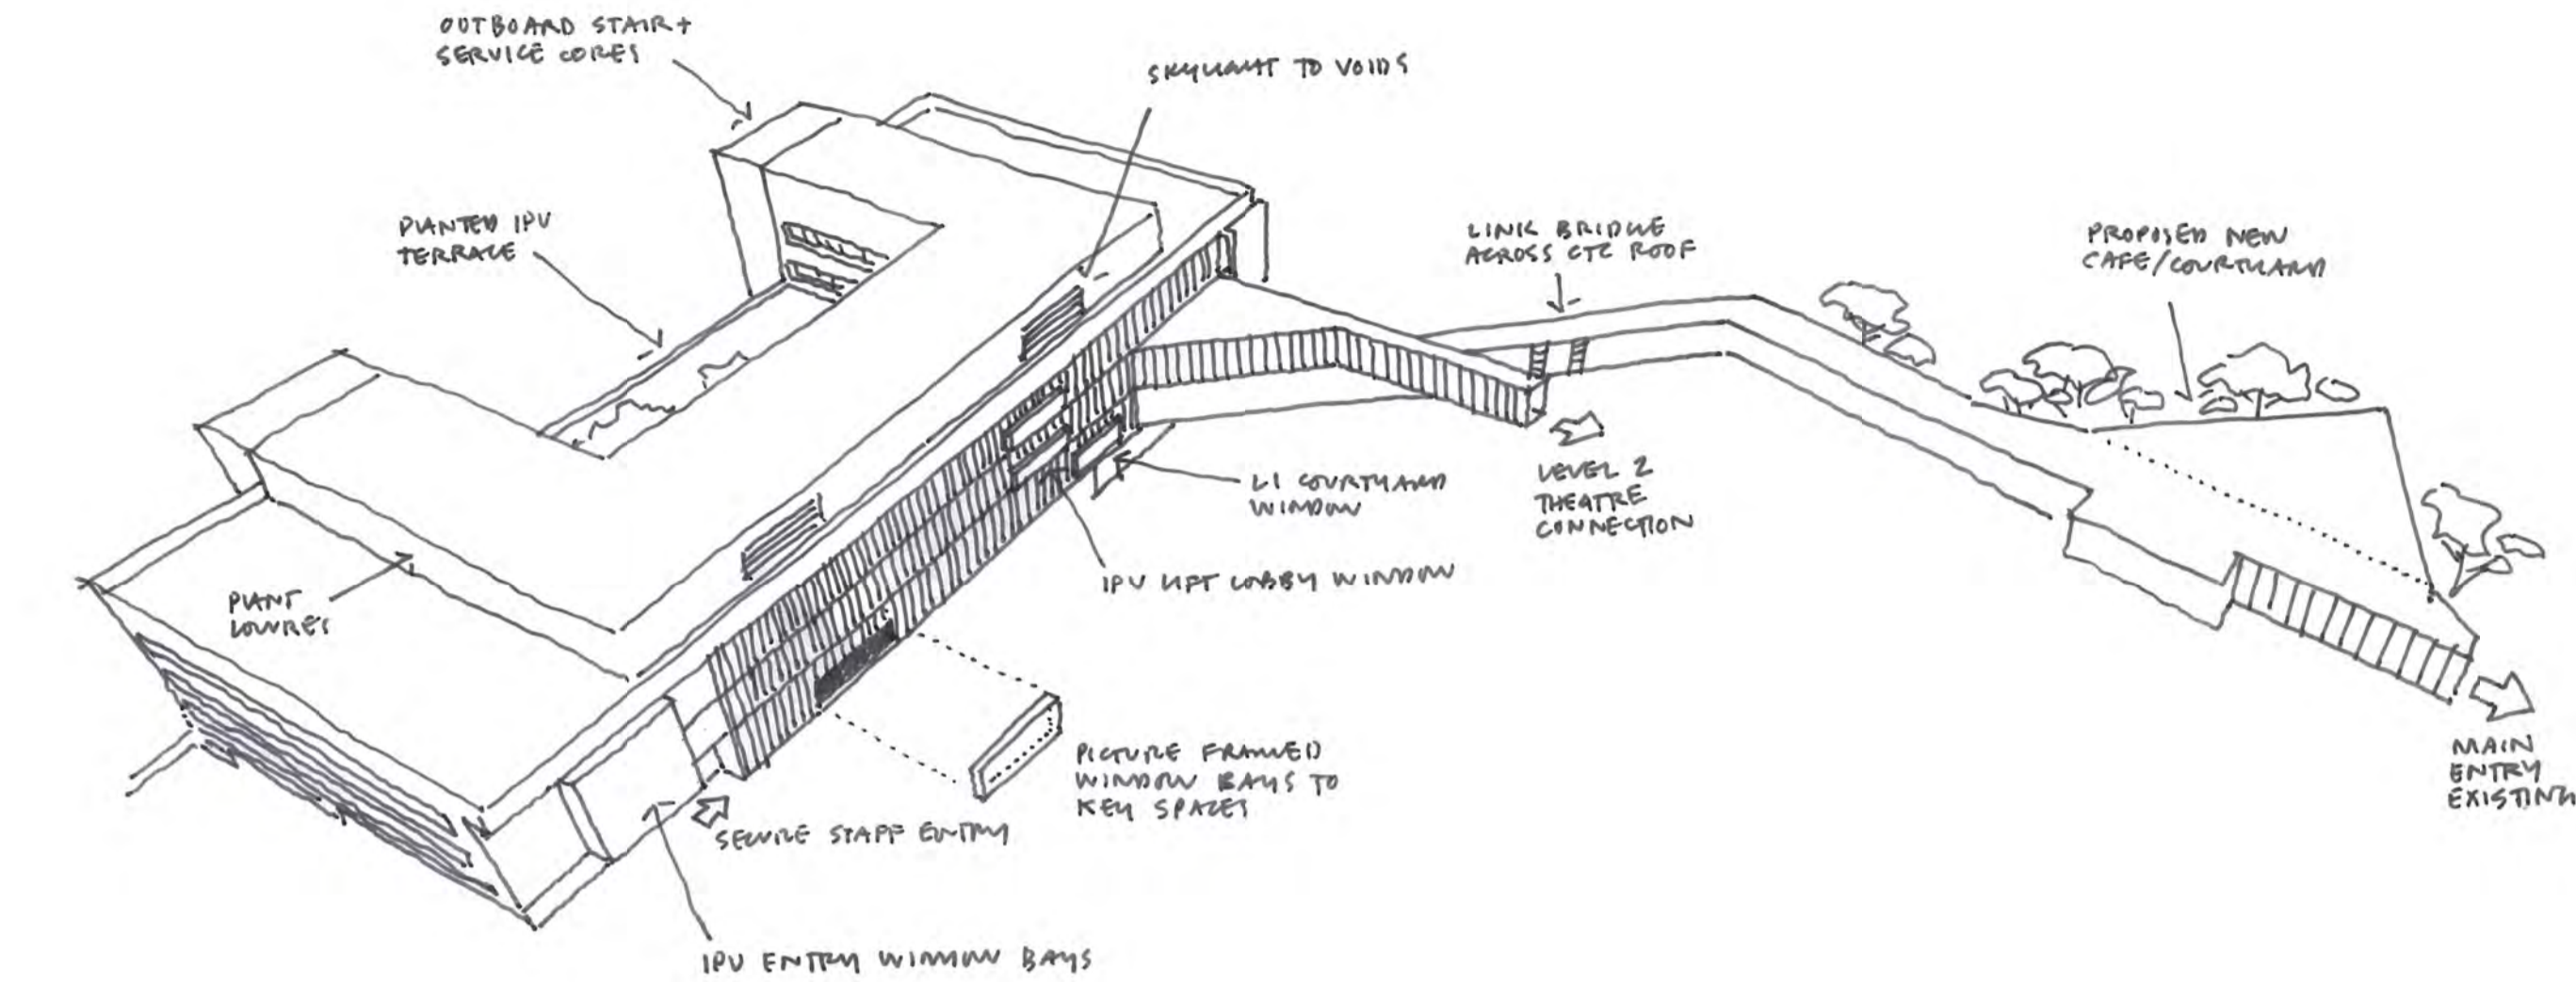 OUTBOARD STAIR +
SERVICE CORES
SKYLIGHT TO VOIDS
PLANTED IPU
TERRACE
LINK BRIDGE
ACROSS CTC ROOF
PROPOSED NEW
CAFE/COURTYARD
L1 COURTYARD
WINDOW
LEVEL 2
THEATRE
CONNECTION
IPU LIFT LOBBY WINDOW
PLANT
LOUVRES
PICTURE FRAMED
WINDOW BAYS TO
KEY SPACES
MAIN
ENTRY
EXISTING
SECURE STAFF ENTRY
IPU ENTRY WINDOW BAYS